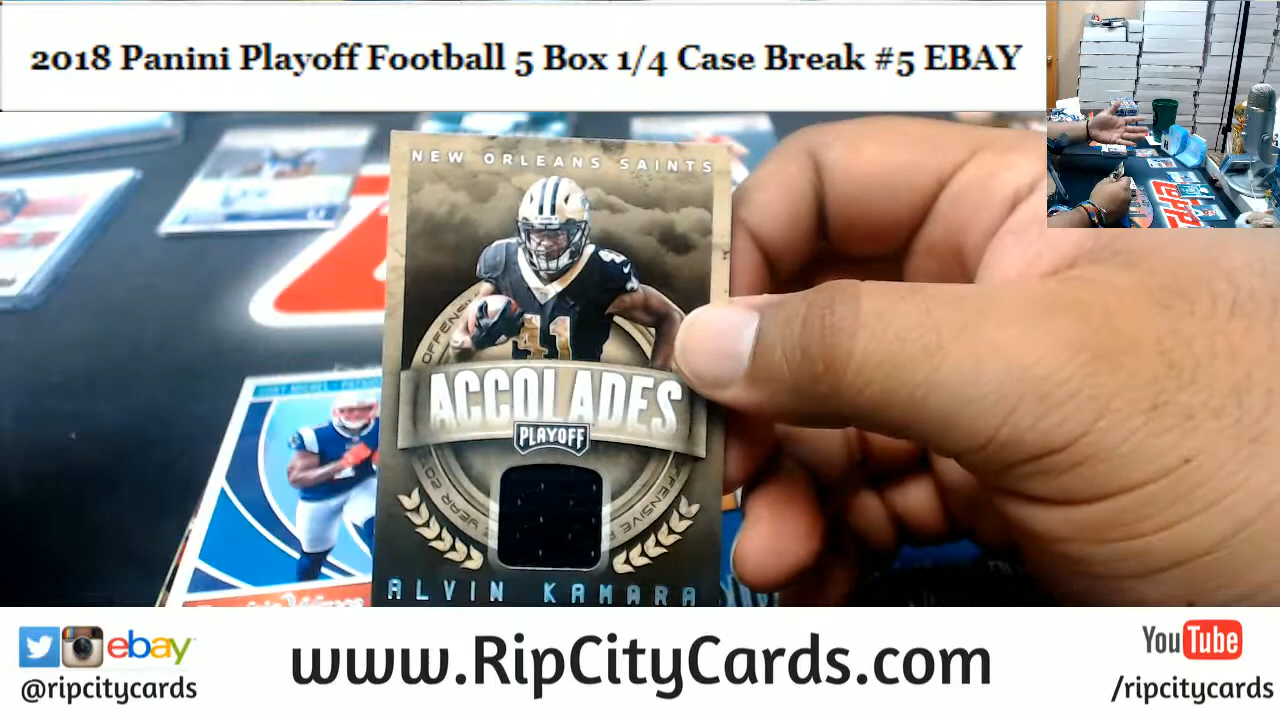 2018 Panini Playoff Football 5 Box 1/4 Case Break #5 EBAY
NEW ORLEANS SAINTS
41
ACCOLADES
PLAYOFF
ALVIN KAMARA
ebay
@ripcitycards
www.RipCityCards.com
YouTube
/ripcitycards